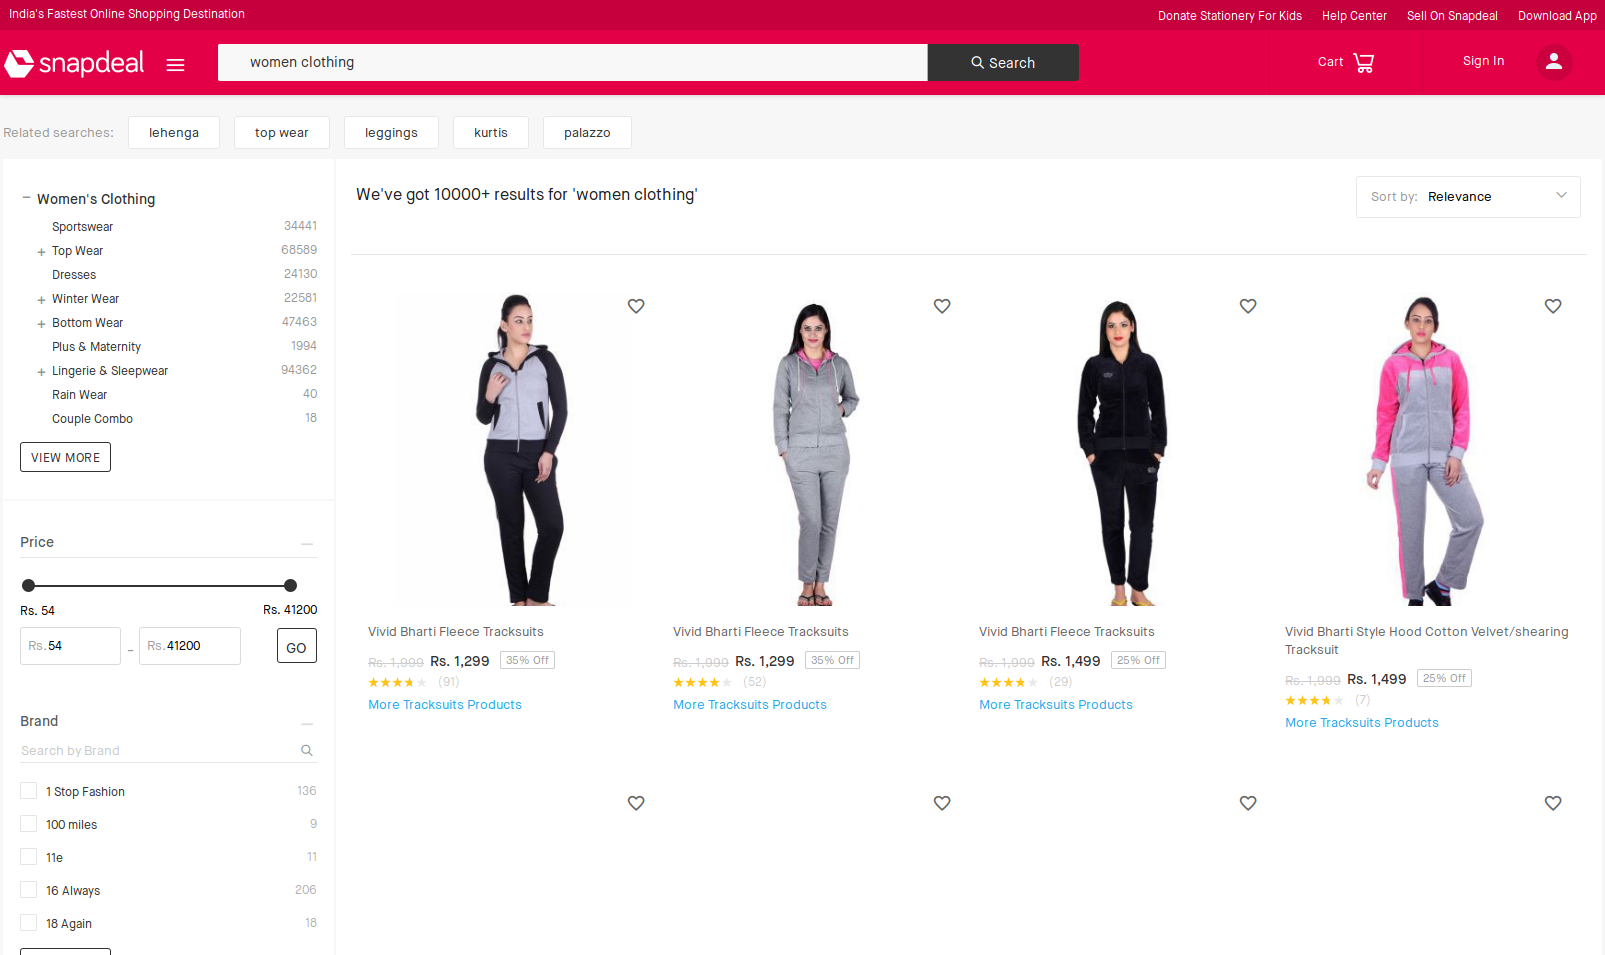 India's Fastest Online Shopping Destination
Donate Stationery For Kids
Help Center
Sell On Snapdeal
Download App
snapdeal
women clothing
Search
Cart
Sign In
Related searches:
lehenga
top wear
leggings
kurtis
palazzo
Women's Clothing
Sportswear 34441
Top Wear 68589
Dresses 24130
Winter Wear 22581
Bottom Wear 47463
Plus & Maternity 1994
Lingerie & Sleepwear 94362
Rain Wear 40
Couple Combo 18
VIEW MORE
Price
Rs. 54 Rs. 41200
Rs. 54 - Rs. 41200 GO
Brand
Search by Brand
1 Stop Fashion 136
100 miles 9
11e 11
16 Always 206
18 Again 18
We've got 10000+ results for 'women clothing'
Sort by: Relevance
Vivid Bharti Fleece Tracksuits
Rs. 1,999 Rs. 1,299 35% Off
(91)
More Tracksuits Products
Vivid Bharti Fleece Tracksuits
Rs. 1,999 Rs. 1,299 35% Off
(52)
More Tracksuits Products
Vivid Bharti Fleece Tracksuits
Rs. 1,999 Rs. 1,499 25% Off
(29)
More Tracksuits Products
Vivid Bharti Style Hood Cotton Velvet/shearing
Tracksuit
Rs. 1,999 Rs. 1,499 25% Off
(7)
More Tracksuits Products